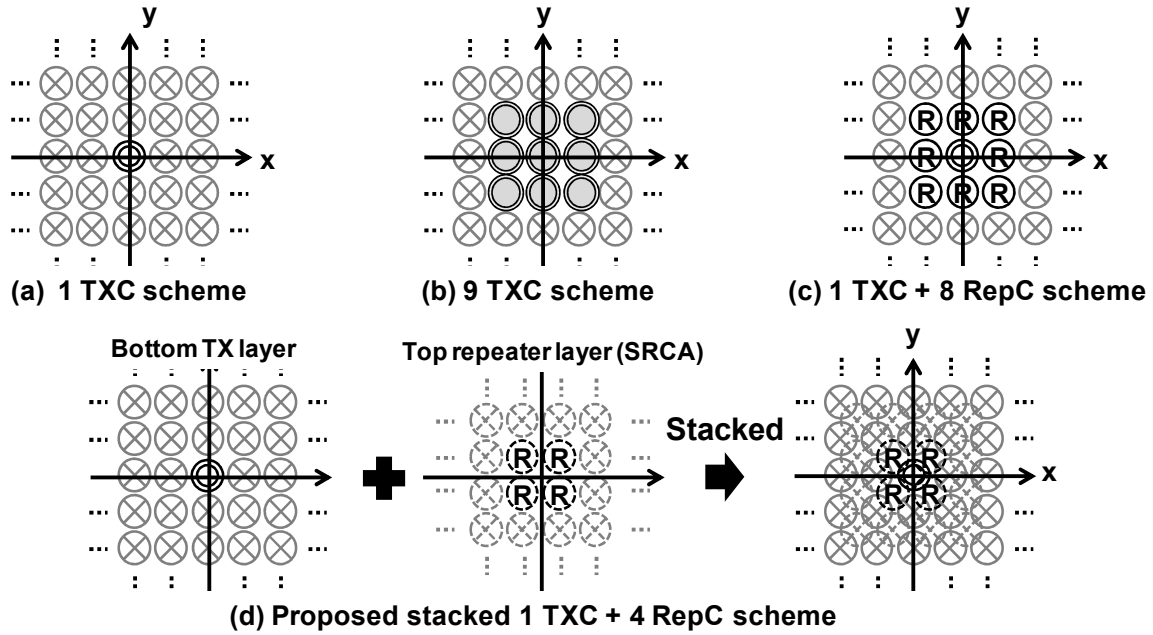 y
y
y
x
x
x
R R R
R R
R R R
(a) 1 TXC scheme
(b) 9 TXC scheme
(c) 1 TXC + 8 RepC scheme
Bottom TX layer
Top repeater layer (SRCA)
y
Stacked
R R
R R
R R
R R
x
(d) Proposed stacked 1 TXC + 4 RepC scheme